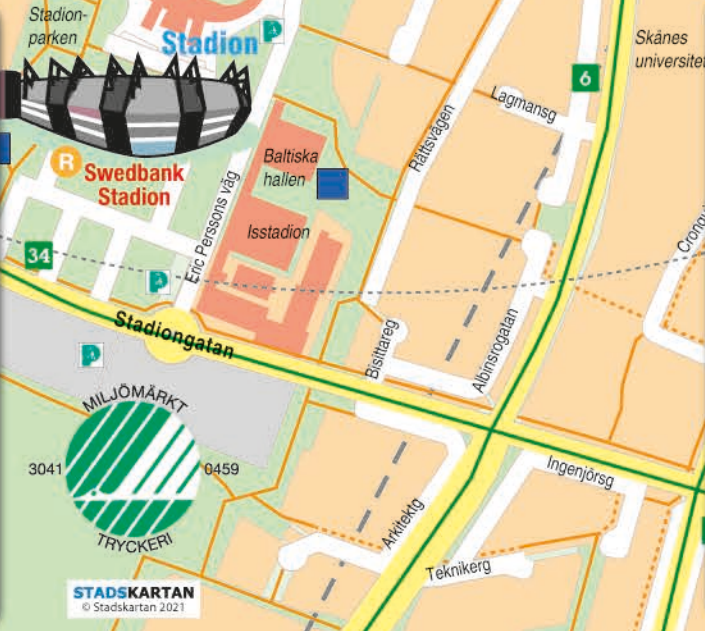 Stadion-
parken
Stadion
P
Skånes
universitet
6
Lagmansg
Rättsvägen
R
Swedbank
Stadion
Baltiska
hallen
Eric Perssons väg
Isstadion
34
P
Stadiongatan
P
Bisittareg
Albinsrogatan
MILJÖMÄRKT
3041
0459
TRYCKERI
Ingenjörsg
Arkitektg
Teknikerg
STADSKARTAN
© Stadskartan 2021